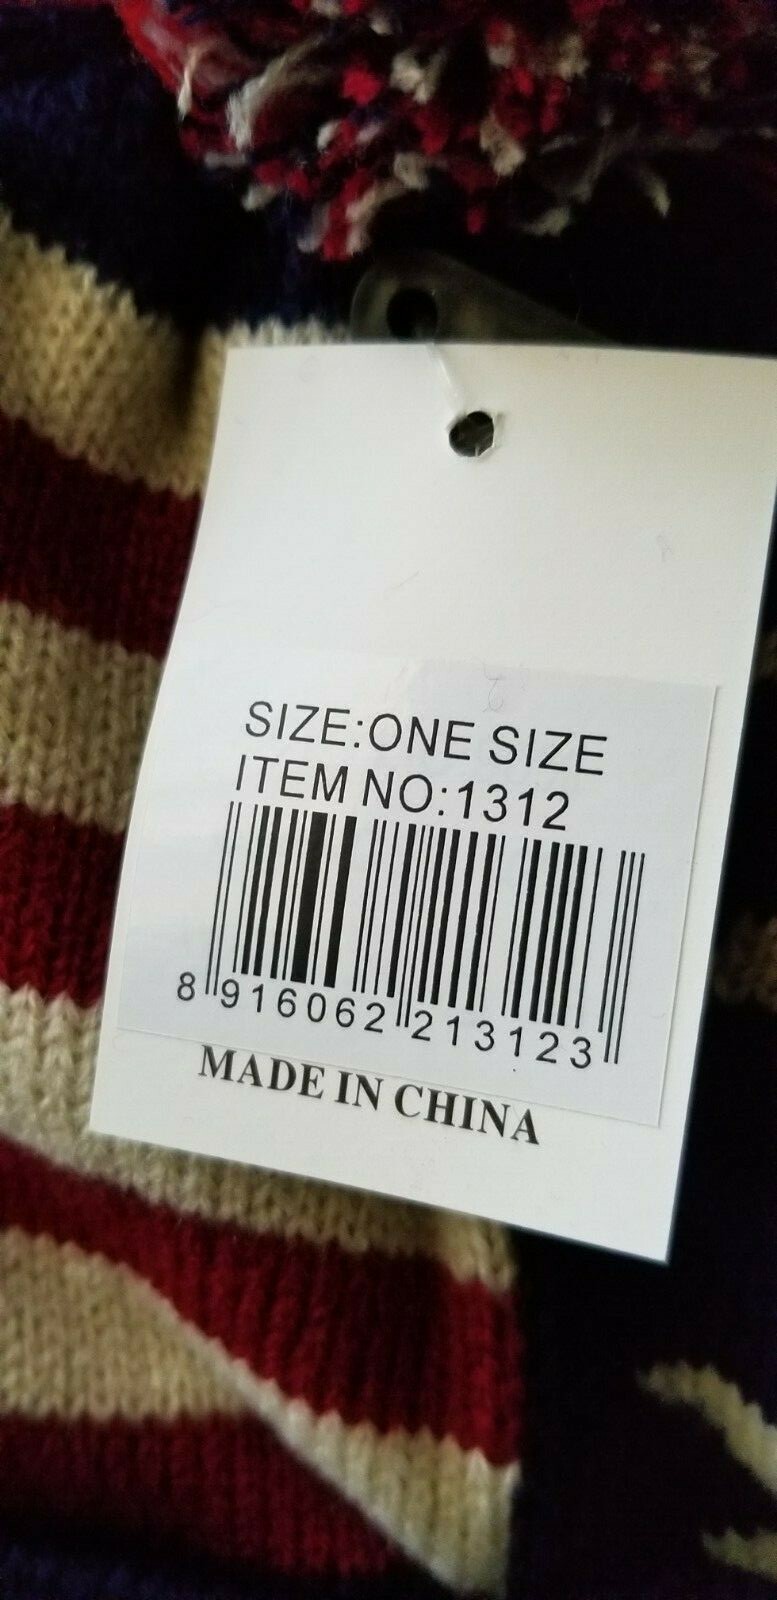 SIZE:ONE SIZE
ITEM NO:1312
8 916062 213123
MADE IN CHINA